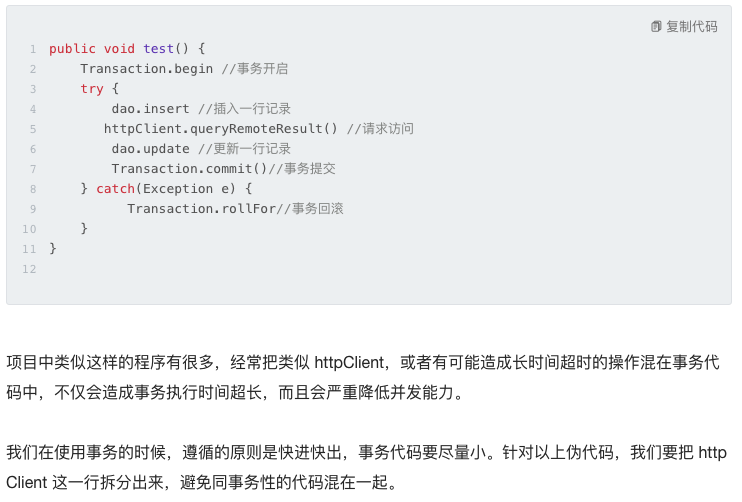 复制代码
1 public void test() {
2     Transaction.begin //事务开启
3     try {
4         dao.insert //插入一行记录
5        httpClient.queryRemoteResult() //请求访问
6         dao.update //更新一行记录
7         Transaction.commit()//事务提交
8     } catch(Exception e) {
9           Transaction.rollFor//事务回滚
10     }
11 }
12
项目中类似这样的程序有很多，经常把类似 httpClient，或者有可能造成长时间超时的操作混在事务代
码中，不仅会造成事务执行时间超长，而且会严重降低并发能力。
我们在使用事务的时候，遵循的原则是快进快出，事务代码要尽量小。针对以上伪代码，我们要把 http
Client 这一行拆分出来，避免同事务性的代码混在一起。